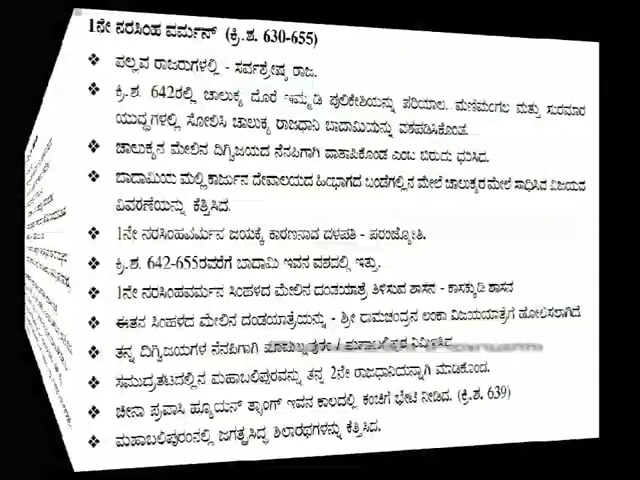 1ನೇ ನರಸಿಂಹ ವರ್ಮನ್ (ಕ್ರಿ.ಶ. 630-655)
❖ ಪಲ್ಲವ ರಾಜರುಗಳಲ್ಲಿ - ಸರ್ವಶ್ರೇಷ್ಠ ರಾಜ.
❖ ಕ್ರಿ.ಶ. 642ರಲ್ಲಿ ಚಾಲುಕ್ಯ ದೊರೆ ಇಮ್ಮಡಿ ಪುಲಿಕೇಶಿಯನ್ನು ಪರಿಯಾಲ, ಮಣಿಮಂಗಲ ಮತ್ತು ಸುರಮಾರ
ಯುದ್ಧಗಳಲ್ಲಿ ಸೋಲಿಸಿ ಚಾಲುಕ್ಯ ರಾಜಧಾನಿ ಬಾದಾಮಿಯನ್ನು ವಶಪಡಿಸಿಕೊಂಡ.
❖ ಚಾಲುಕ್ಯನ ಮೇಲಿನ ದಿಗ್ವಿಜಯದ ನೆನಪಿಗಾಗಿ ವಾತಾಪಿಕೊಂಡ ಎಂಬ ಬಿರುದು ಧರಿಸಿದ.
❖ ಬಾದಾಮಿಯ ಮಲ್ಲಿಕಾರ್ಜುನ ದೇವಾಲಯದ ಹಿಂಭಾಗದ ಬಂಡೆಗಲ್ಲಿನ ಮೇಲೆ ಚಾಲುಕ್ಯರ ಮೇಲೆ ಸಾಧಿಸಿದ ವಿಜಯದ
ವಿವರಣೆಯನ್ನು ಕೆತ್ತಿಸಿದ.
❖ 1ನೇ ನರಸಿಂಹವರ್ಮನ ಜಯಕ್ಕೆ ಕಾರಣನಾದ ದಳಪತಿ - ಪರಂಜ್ಯೋತಿ.
❖ ಕ್ರಿ.ಶ. 642-655ರವರೆಗೆ ಬಾದಾಮಿ ಇವನ ವಶದಲ್ಲಿ ಇತ್ತು.
❖ 1ನೇ ನರಸಿಂಹವರ್ಮನ ಸಿಂಹಳದ ಮೇಲಿನ ದಂಡಯಾತ್ರೆ ತಿಳಿಸುವ ಶಾಸನ - ಕಾಸಕ್ಕುಡಿ ಶಾಸನ
❖ ಈತನ ಸಿಂಹಳದ ಮೇಲಿನ ದಂಡಯಾತ್ರೆಯನ್ನು - ಶ್ರೀ ರಾಮಚಂದ್ರನ ಲಂಕಾ ವಿಜಯಯಾತ್ರೆಗೆ ಹೋಲಿಸಲಾಗಿದೆ
❖ ತನ್ನ ದಿಗ್ವಿಜಯಗಳ ನೆನಪಿಗಾಗಿ
❖ ಸಮುದ್ರತಟದಲ್ಲಿನ ಮಹಾಬಲಿಪುರವನ್ನು ತನ್ನ 2ನೇ ರಾಜಧಾನಿಯನ್ನಾಗಿ ಮಾಡಿಕೊಂಡ.
❖ ಚೀನಾ ಪ್ರವಾಸಿ ಹ್ಯೂಯನ್ ತ್ಸಾಂಗ್ ಇವನ ಕಾಲದಲ್ಲಿ ಕಂಚಿಗೆ ಭೇಟಿ ನೀಡಿದ. (ಕ್ರಿ.ಶ. 639)
❖ ಮಹಾಬಲಿಪುರಂನಲ್ಲಿ ಜಗತ್ಪ್ರಸಿದ್ಧ ಶಿಲಾರಥಗಳನ್ನು ಕೆತ್ತಿಸಿದ.